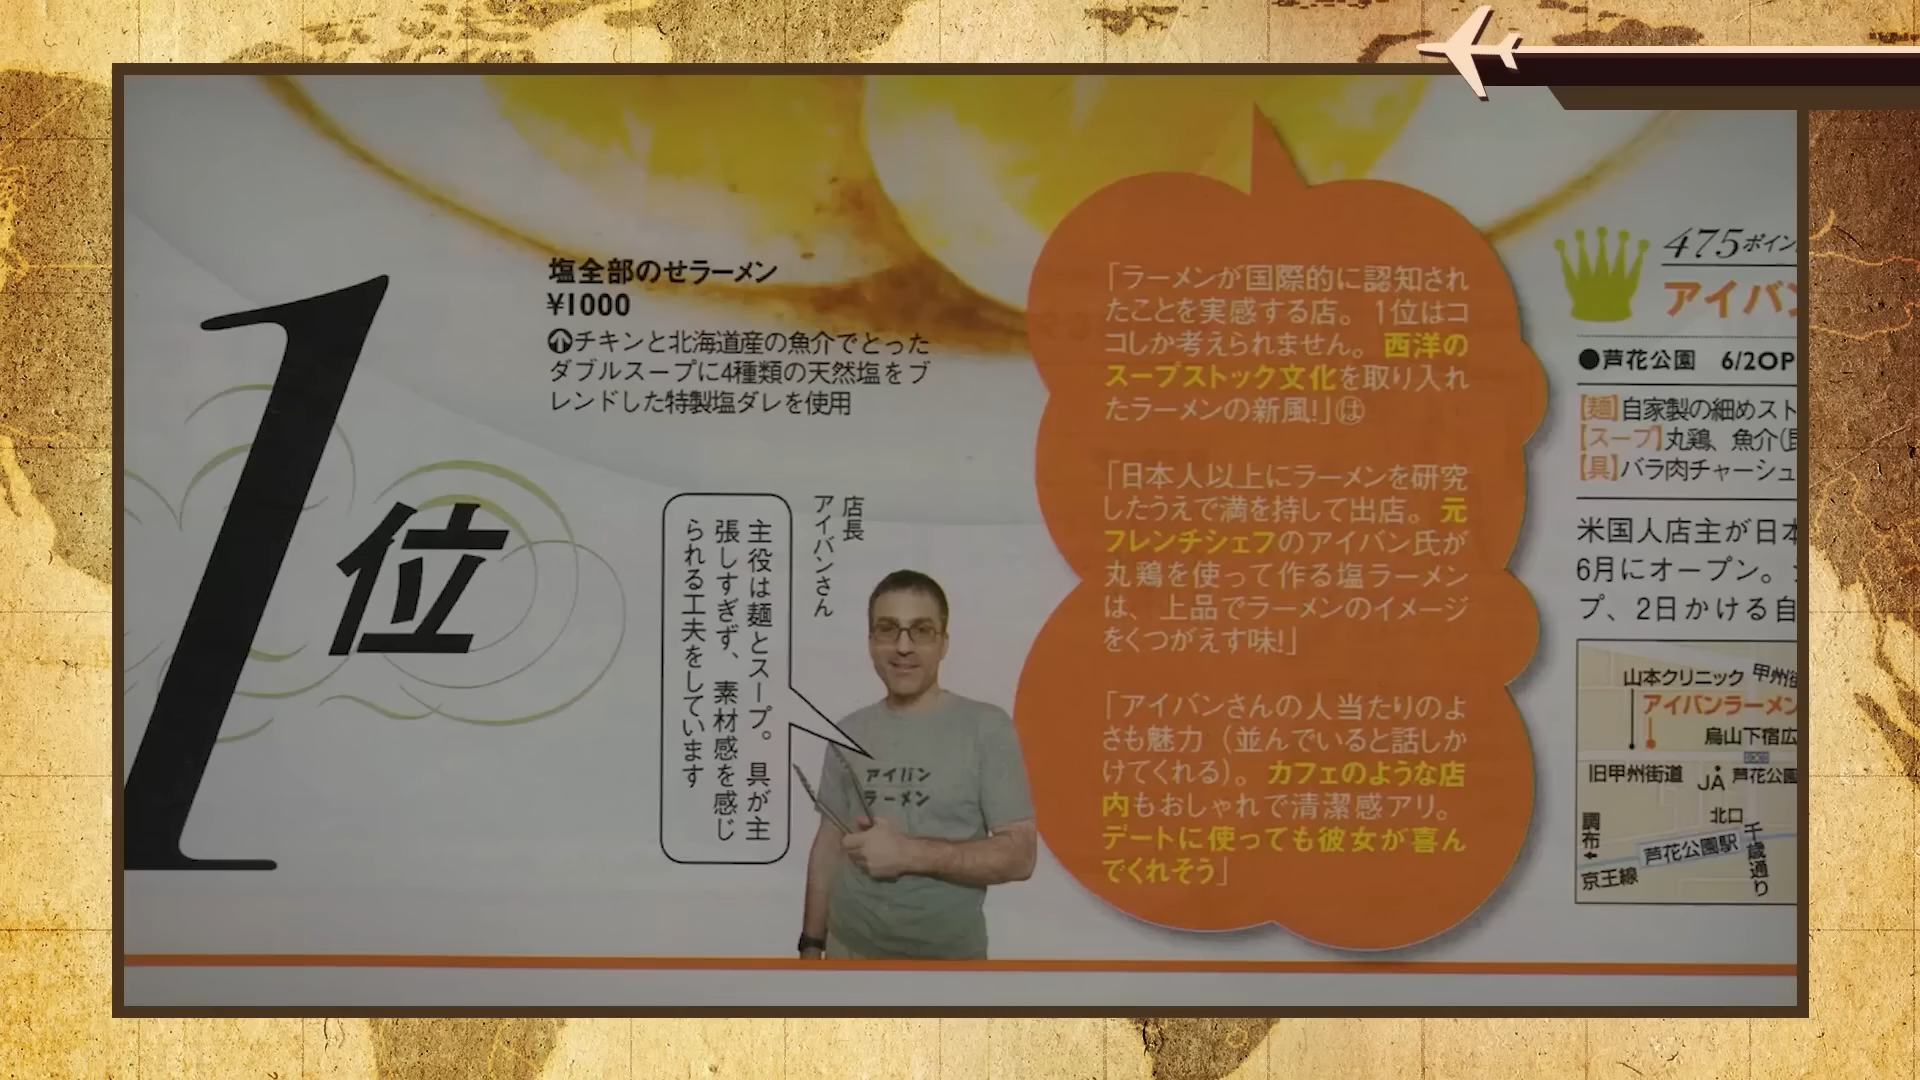 1位
塩全部のせラーメン
¥1000
チキンと北海道産の魚介でとった
ダブルスープに4種類の天然塩をブ
レンドした特製塩ダレを使用
店長
アイバンさん
主役は麺とスープ。具が主
張しすぎず、素材感を感じ
られる工夫をしています
アイバン
ラーメン
「ラーメンが国際的に認知され
たことを実感する店。1位はコ
コしか考えられません。西洋の
スープストック文化を取り入れ
たラーメンの新風!」は
「日本人以上にラーメンを研究
したうえで満を持して出店。元
フレンチシェフのアイバン氏が
丸鶏を使って作る塩ラーメン
は、上品でラーメンのイメージ
をくつがえす味!」
「アイバンさんの人当たりのよ
さも魅力（並んでいると話しか
けてくれる）。カフェのような店
内もおしゃれで清潔感アリ。
デートに使っても彼女が喜ん
でくれそう」
475ポイン
アイバン
●芦花公園 6/2OP
【麺】自家製の細めスト
【スープ】丸鶏、魚介(
【具】バラ肉チャーシュ
米国人店主が日本
6月にオープン。
プ、2日かける自
山本クリニック 甲州街
アイバンラーメン
烏山下宿広
旧甲州街道 JA 芦花公園
北口
調布
芦花公園駅
千歳通り
京王線